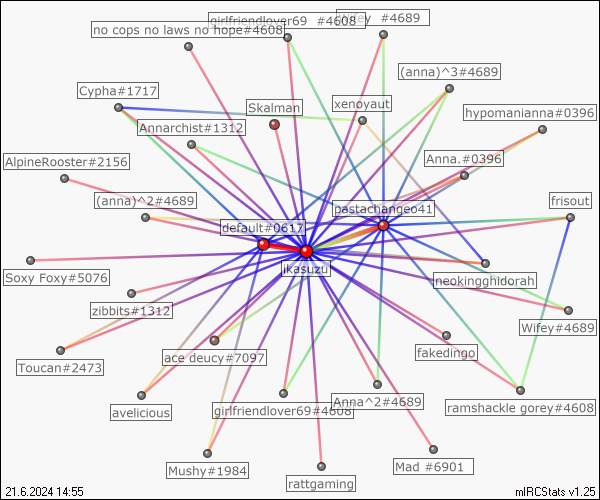 girlfriendlover69  #4608
#4689
no cops no laws no hope#4608
(anna)^3#4689
Cypha#1717
Skalman
xenoyaut
hypomanianna#0396
Annarchist#1312
AlpineRooster#2156
Anna.#0396
(anna)^2#4689
pastachangeo41
frisout
default#0617
ikasuzu
Soxy Foxy#5076
neokingghidorah
zibbits#1312
Wifey#4689
ace deucy#7097
fakedingo
Toucan#2473
avelicious
girlfriendlover69#4608
Anna^2#4689
ramshackle gorey#4608
Mushy#1984
rattgaming
Mad #6901
21.6.2024 14:55
mIRCStats v1.25